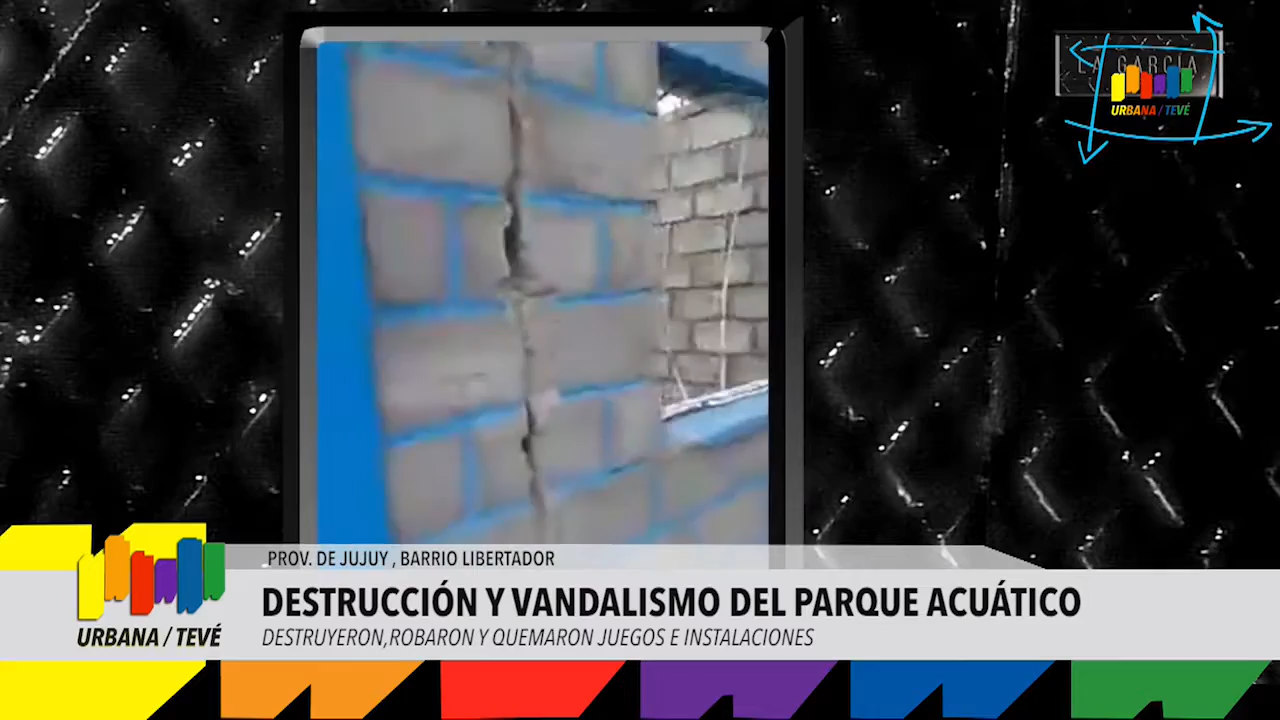 LA GARCIA
URBANA / TEVÉ
PROV. DE JUJUY , BARRIO LIBERTADOR
DESTRUCCIÓN Y VANDALISMO DEL PARQUE ACUÁTICO
DESTRUYERON,ROBARON Y QUEMARON JUEGOS E INSTALACIONES
URBANA / TEVÉ